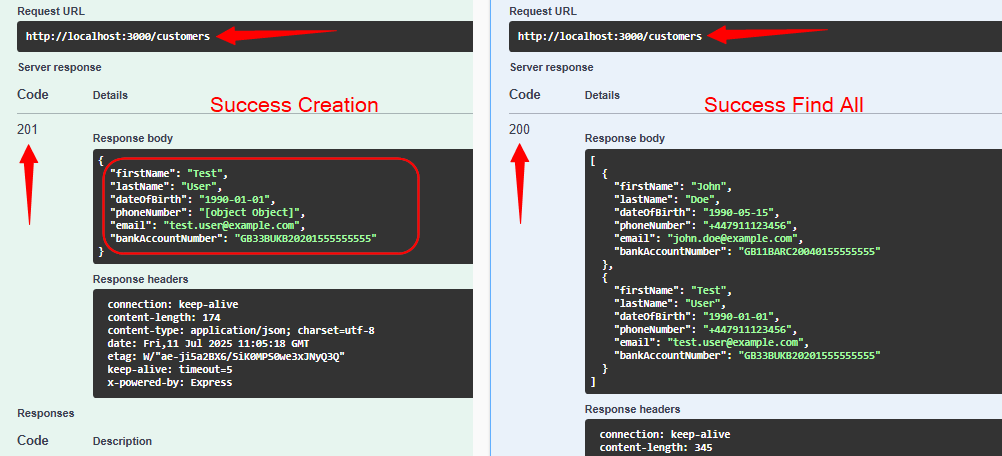 Request URL
http://localhost:3000/customers
Server response
Code Details
Success Creation
201
Response body
{
"firstName": "Test",
"lastName": "User",
"dateOfBirth": "1990-01-01",
"phoneNumber": "[object Object]",
"email": "test.user@example.com",
"bankAccountNumber": "GB33BUKB20201555555555"
}
Response headers
connection: keep-alive
content-length: 174
content-type: application/json; charset=utf-8
date: Fri,11 Jul 2025 11:05:18 GMT
etag: W/"ae-ji5a2BX6/SiK0MPS0we3xJNyQ3Q"
keep-alive: timeout=5
x-powered-by: Express
Responses
Code Description
Request URL
http://localhost:3000/customers
Server response
Code Details
Success Find All
200
Response body
[
{
"firstName": "John",
"lastName": "Doe",
"dateOfBirth": "1990-05-15",
"phoneNumber": "+447911123456",
"email": "john.doe@example.com",
"bankAccountNumber": "GB11BARC20040155555555"
},
{
"firstName": "Test",
"lastName": "User",
"dateOfBirth": "1990-01-01",
"phoneNumber": "+447911123456",
"email": "test.user@example.com",
"bankAccountNumber": "GB33BUKB20201555555555"
}
]
Response headers
connection: keep-alive
content-length: 345